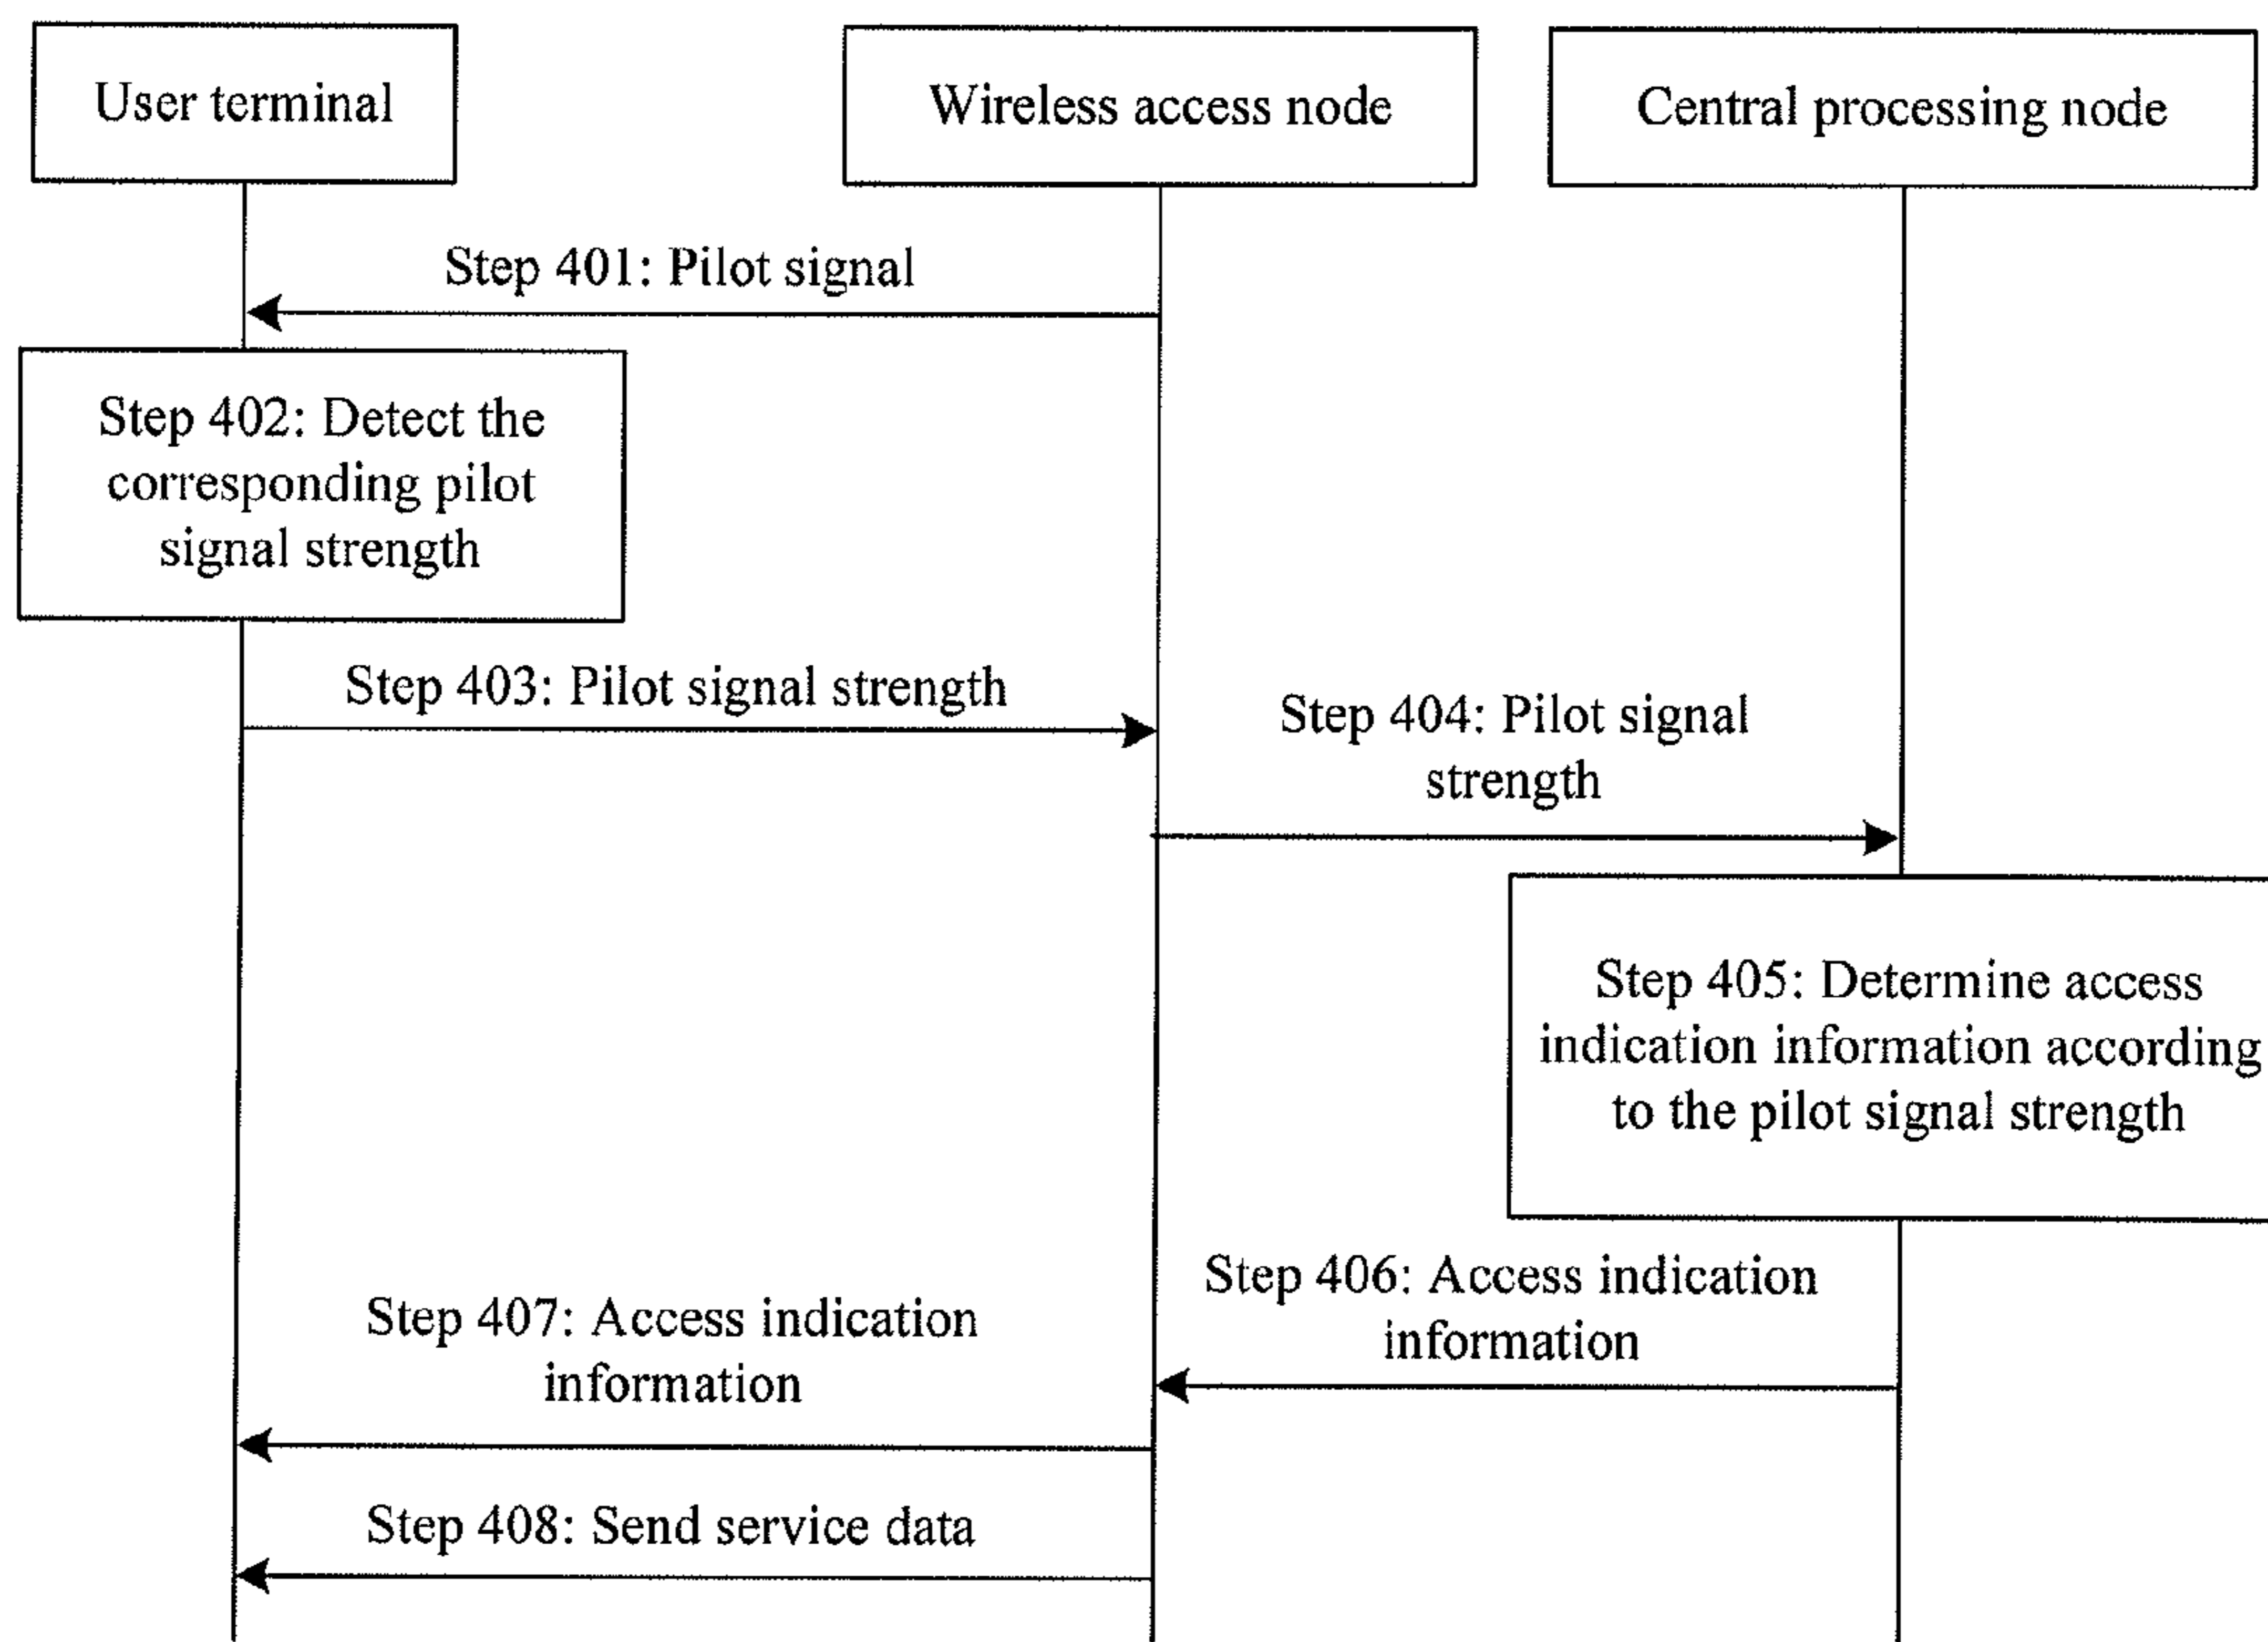 User terminal
Wireless access node
Central processing node
Step 401: Pilot signal
Step 402: Detect the
corresponding pilot
signal strength
Step 403: Pilot signal strength
Step 404: Pilot signal
strength
Step 405: Determine access
indication information according
to the pilot signal strength
Step 406: Access indication
information
Step 407: Access indication
information
Step 408: Send service data